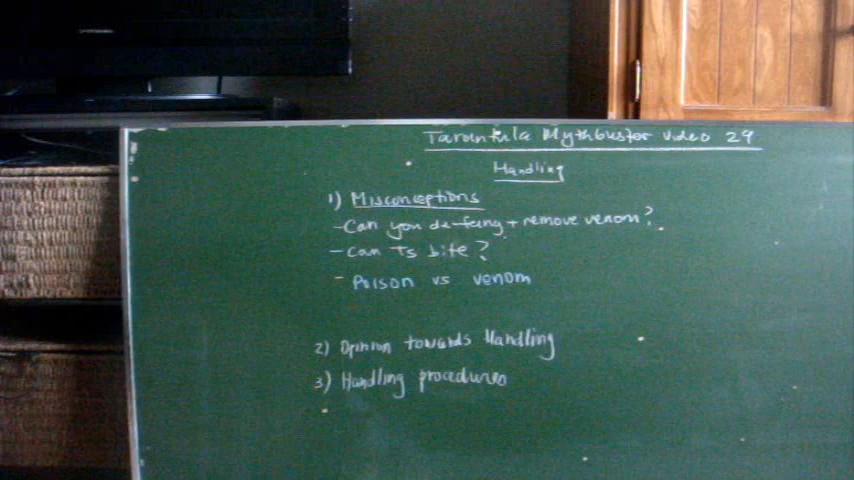 Tarantula Mythbuster video 29
Handling
1) Misconceptions
- Can you de-fang + remove venom?
- Can Ts bite?
- Poison vs venom
2) Opinion towards Handling
3) Handling procedures